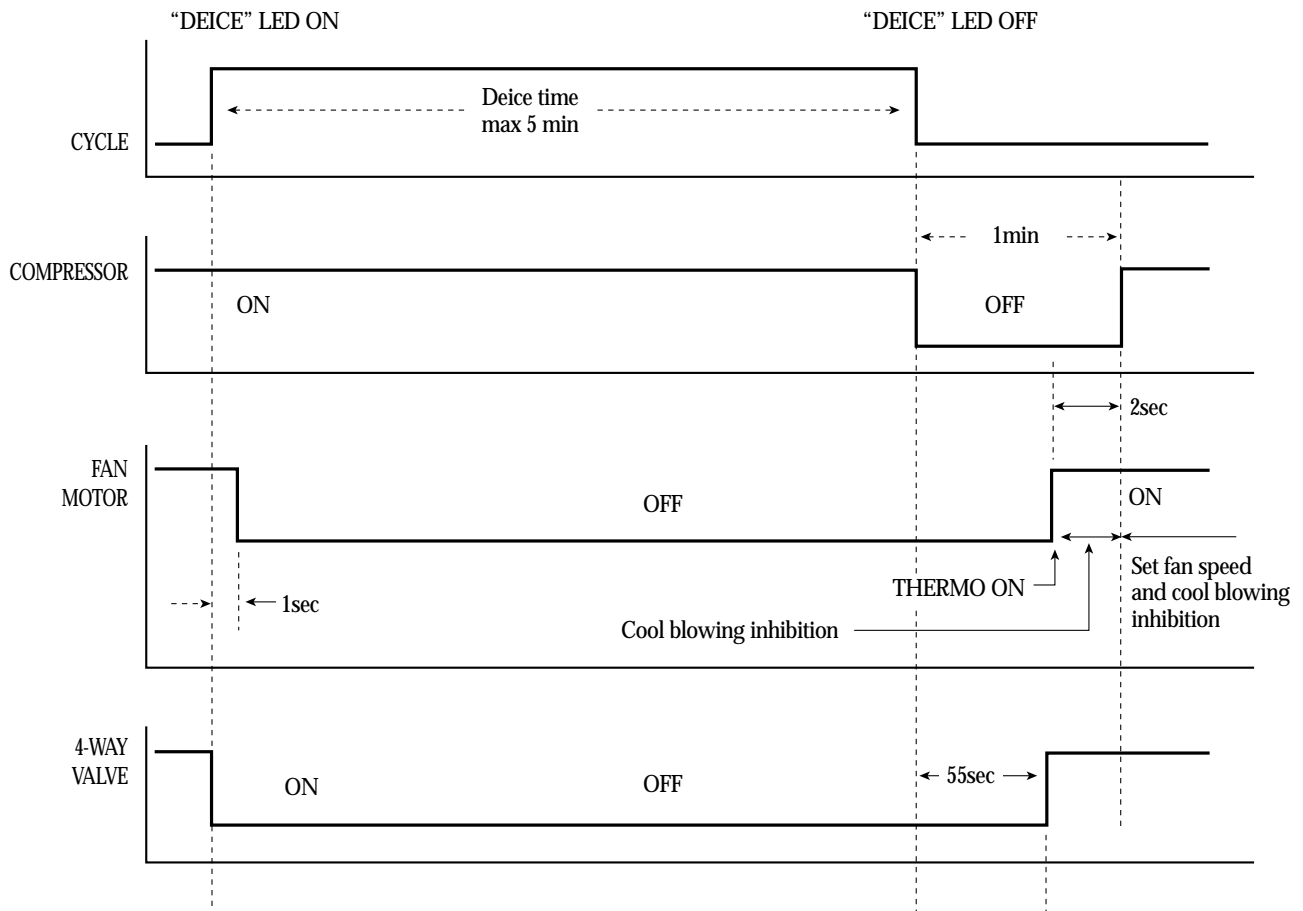 “DEICE” LED ON
“DEICE” LED OFF
Deice time
max 5 min
CYCLE
1min
COMPRESSOR
ON
OFF
2sec
FAN
MOTOR
OFF
ON
THERMO ON
Set fan speed
and cool blowing
inhibition
1sec
Cool blowing inhibition
4-WAY
VALVE
ON
OFF
55sec